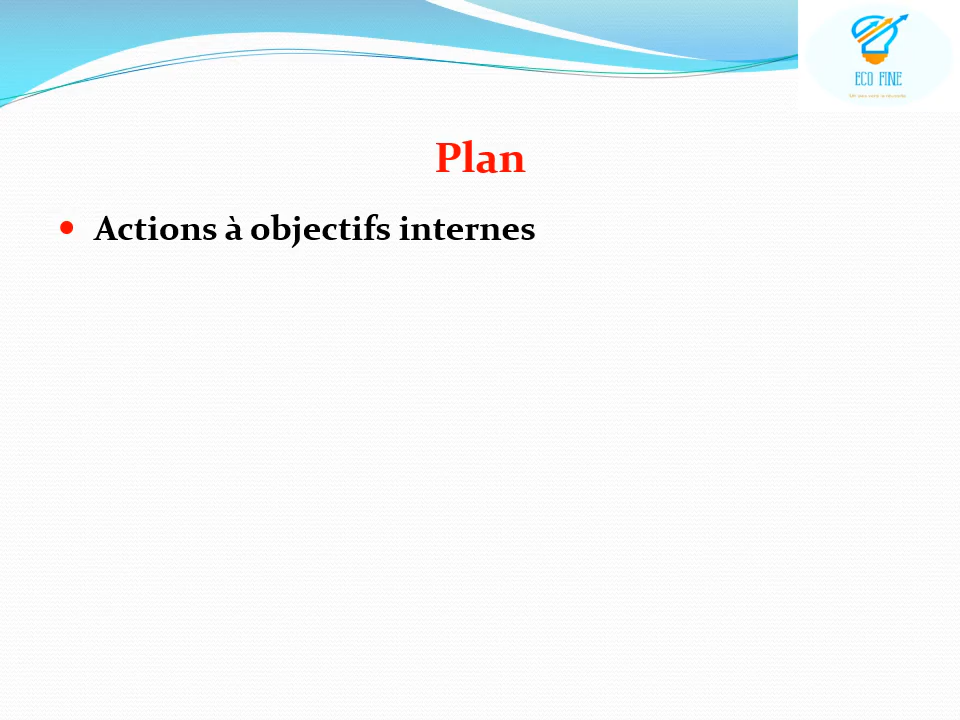 ECO FINE
Plan
• Actions à objectifs internes